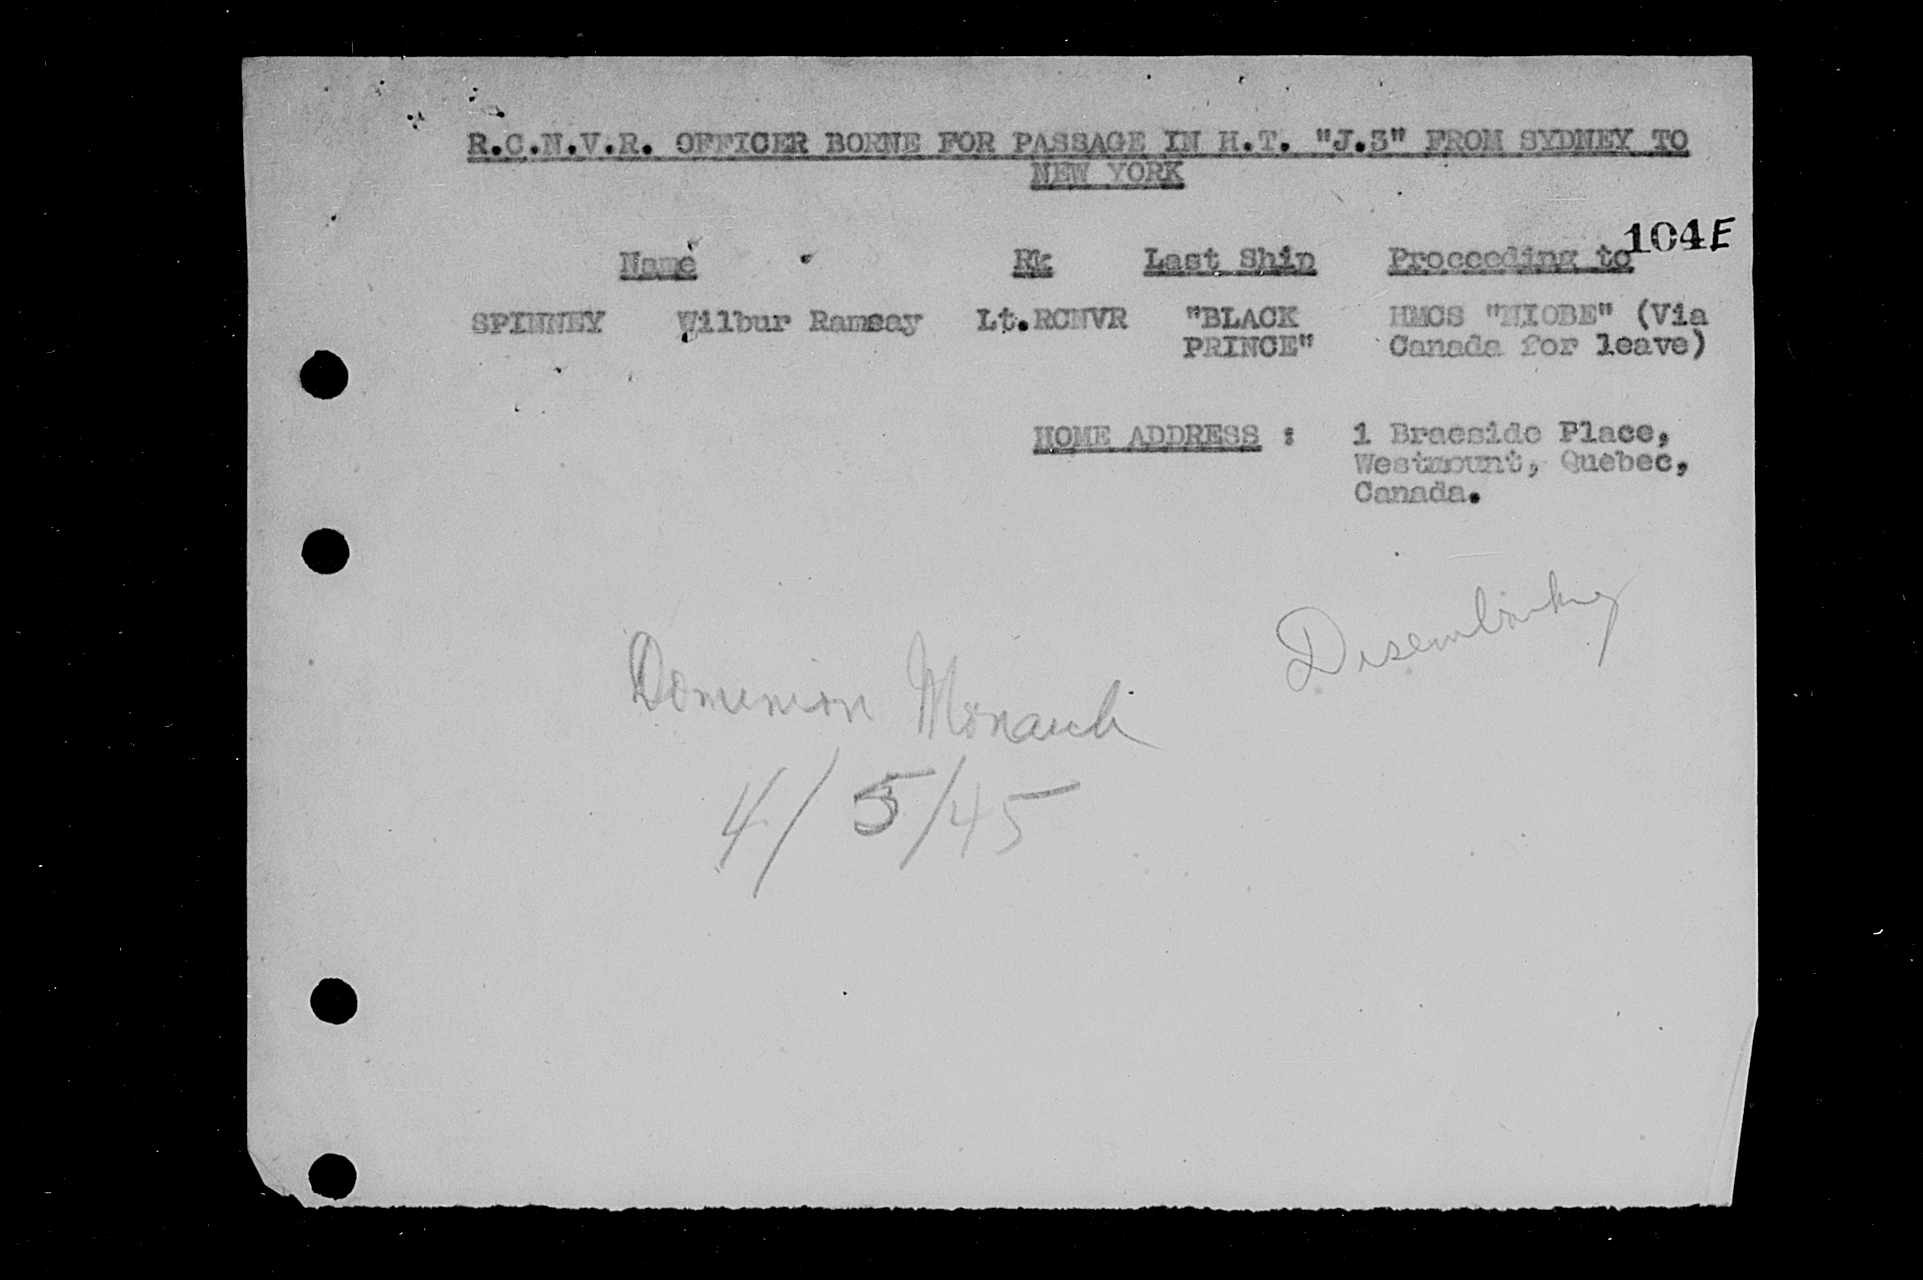 R.C.N.V.R. OFFICER BORNE FOR PASSAGE IN H.T. "J.3" FROM SYDNEY TO
NEW YORK
104E
Name Rk Last Ship Proceeding to
SPINNEY Wilbur Ramsay Lt.RCNVR "BLACK HMCS "NIOBE" (Via
PRINCE" Canada for leave)
HOME ADDRESS : 1 Braeside Place,
Westmount, Quebec,
Canada.
Disembarking
Dominion Monarch
4/5/45